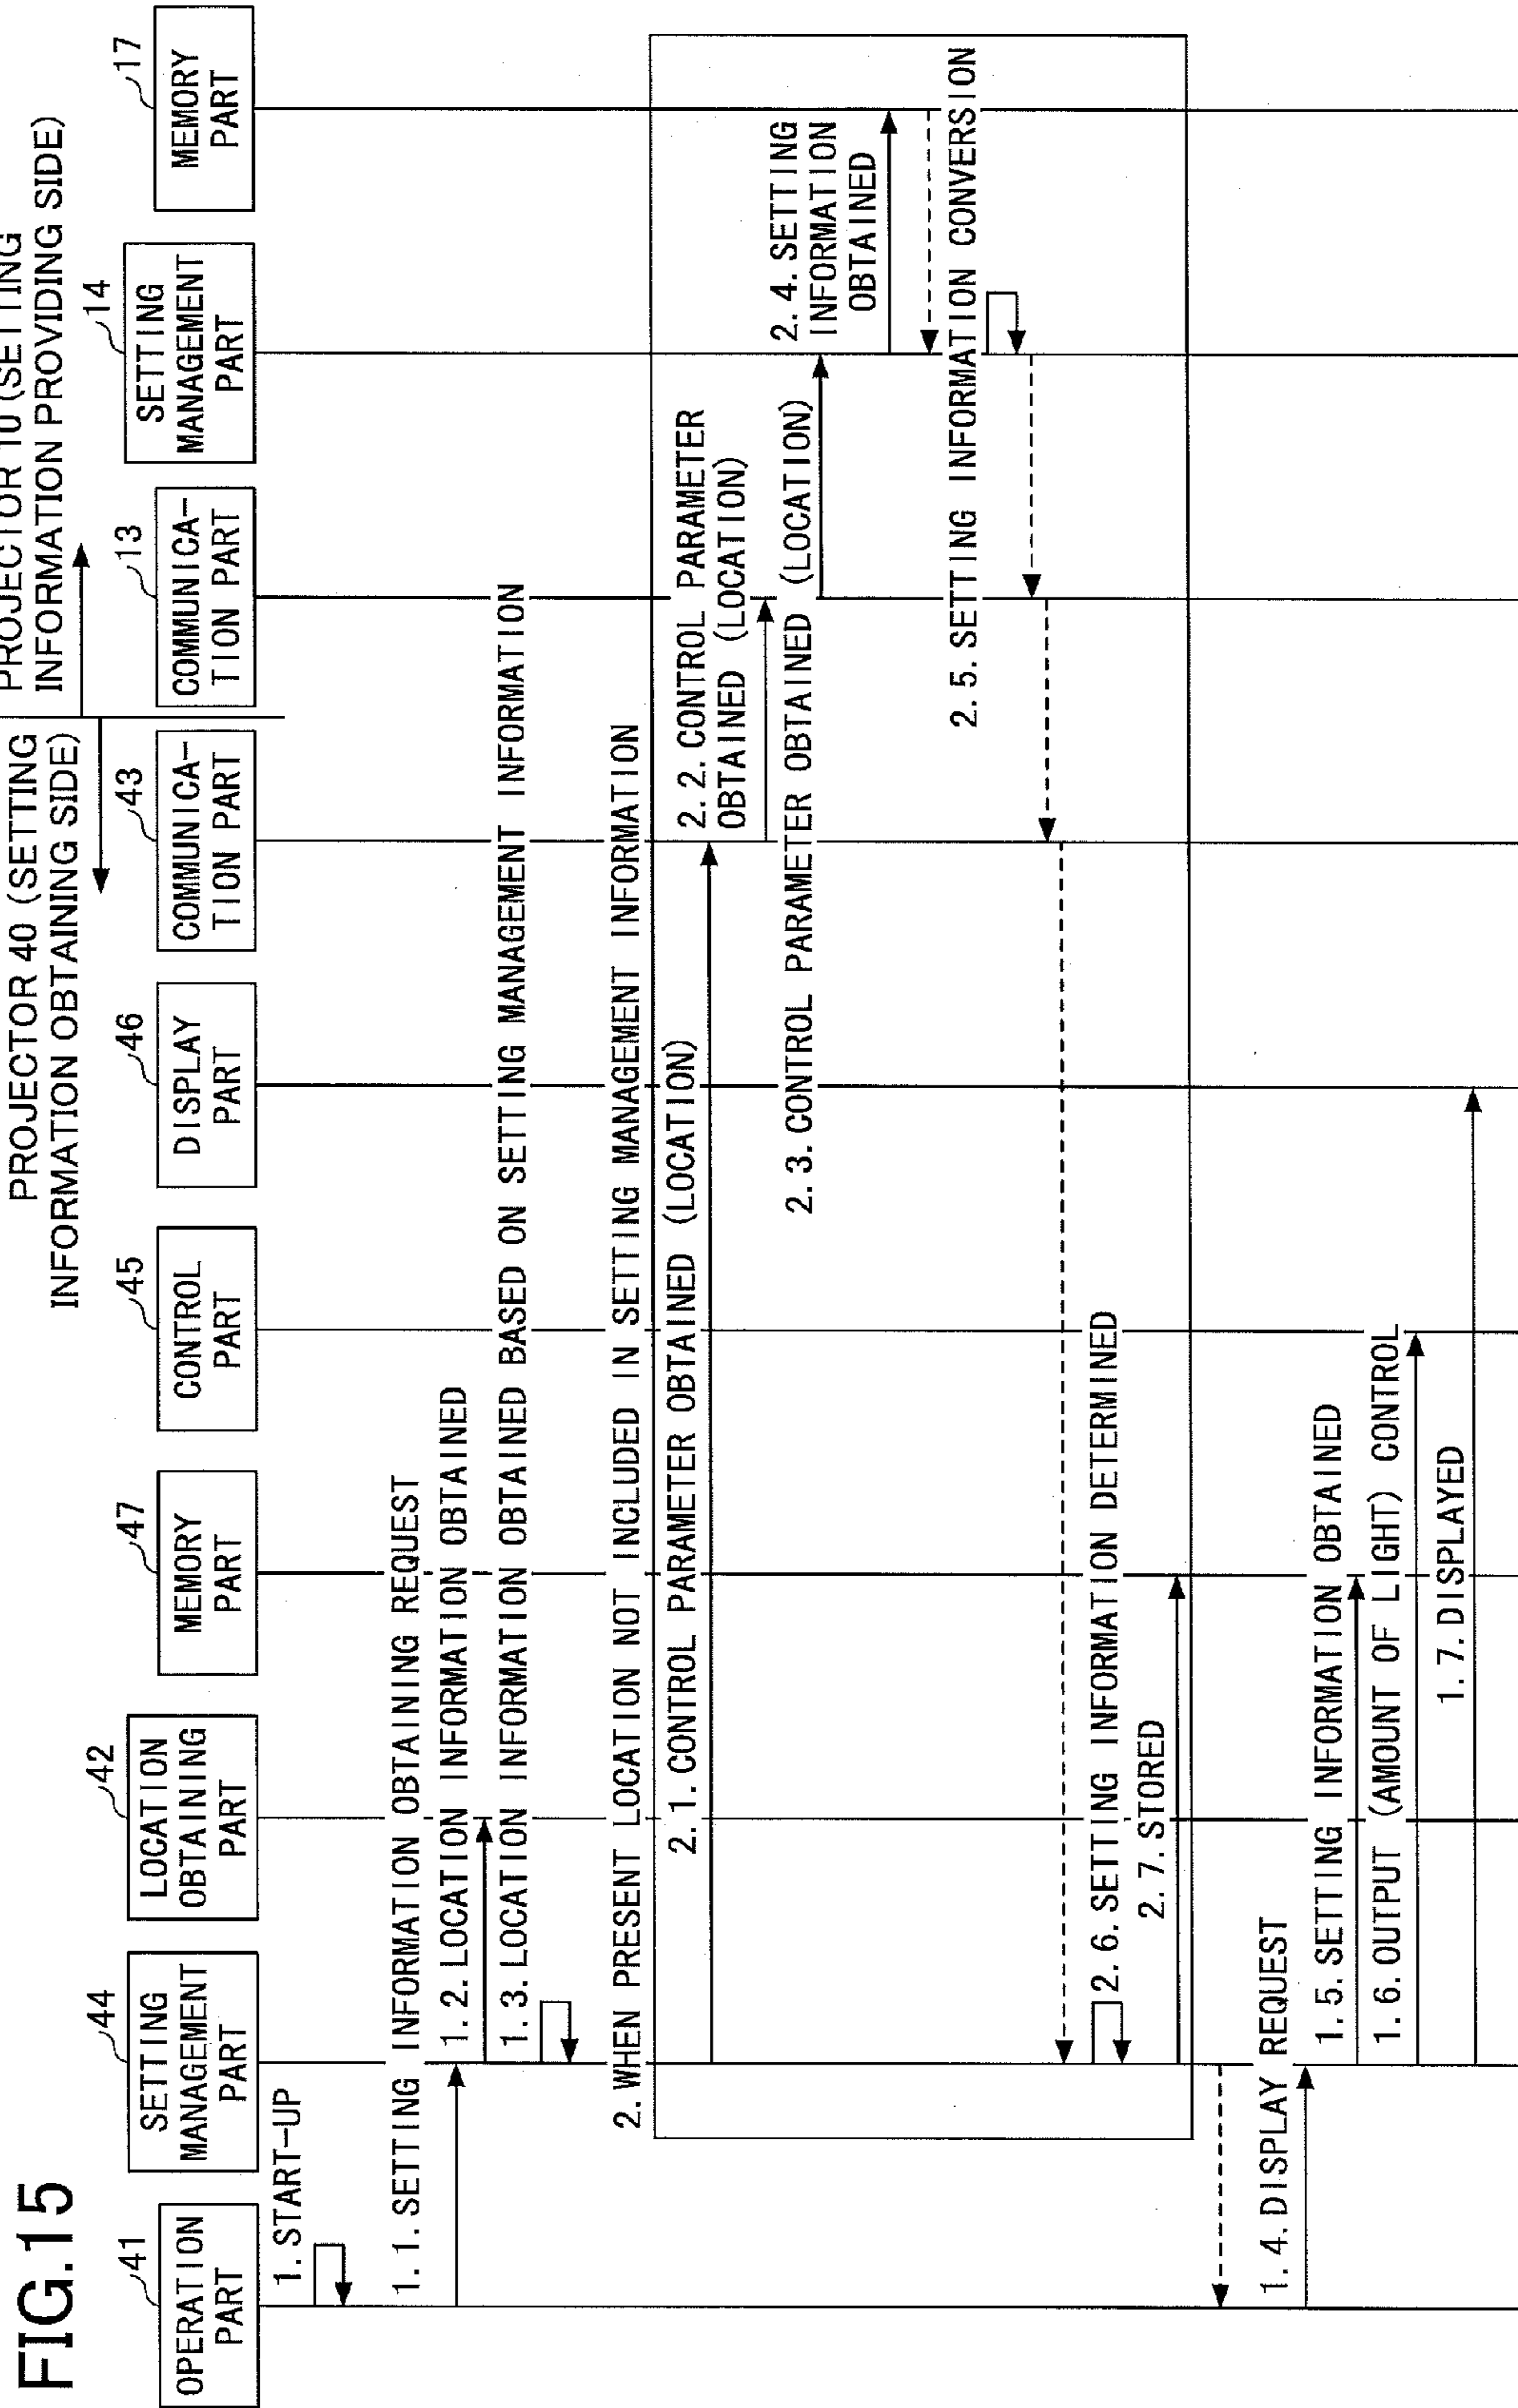 FIG.15
PROJECTOR 40 (SETTING
INFORMATION OBTAINING SIDE)
PROJECTOR 10 (SETTING
INFORMATION PROVIDING SIDE)
41
OPERATION
PART
44
SETTING
MANAGEMENT
PART
42
LOCATION
OBTAINING
PART
47
MEMORY
PART
45
CONTROL
PART
46
DISPLAY
PART
43
COMMUNICA-
TION PART
13
COMMUNICA-
TION PART
14
SETTING
MANAGEMENT
PART
17
MEMORY
PART
1. START-UP
1. 1. SETTING INFORMATION OBTAINING REQUEST
1. 2. LOCATION INFORMATION OBTAINED
1. 3. LOCATION INFORMATION OBTAINED BASED ON SETTING MANAGEMENT INFORMATION
2. WHEN PRESENT LOCATION NOT INCLUDED IN SETTING MANAGEMENT INFORMATION
2. 1. CONTROL PARAMETER OBTAINED (LOCATION)
2. 2. CONTROL PARAMETER
OBTAINED (LOCATION)
2. 3. CONTROL PARAMETER OBTAINED (LOCATION)
2. 4. SETTING
INFORMATION
OBTAINED
2. 5. SETTING INFORMATION CONVERSION
2. 6. SETTING INFORMATION DETERMINED
2. 7. STORED
1. 4. DISPLAY REQUEST
1. 5. SETTING INFORMATION OBTAINED
1. 6. OUTPUT (AMOUNT OF LIGHT) CONTROL
1. 7. DISPLAYED